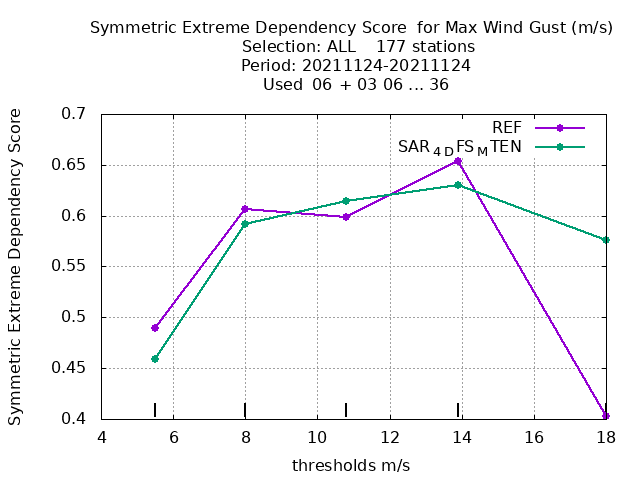 Symmetric Extreme Dependency Score  for Max Wind Gust (m/s)
Selection: ALL    177 stations
Period: 20211124-20211124
Used  06 + 03 06 ... 36
Symmetric Extreme Dependency Score
0.7
0.65
0.6
0.55
0.5
0.45
0.4
REF
SAR4DFSMTEN
4 6 8 10 12 14 16 18
thresholds m/s